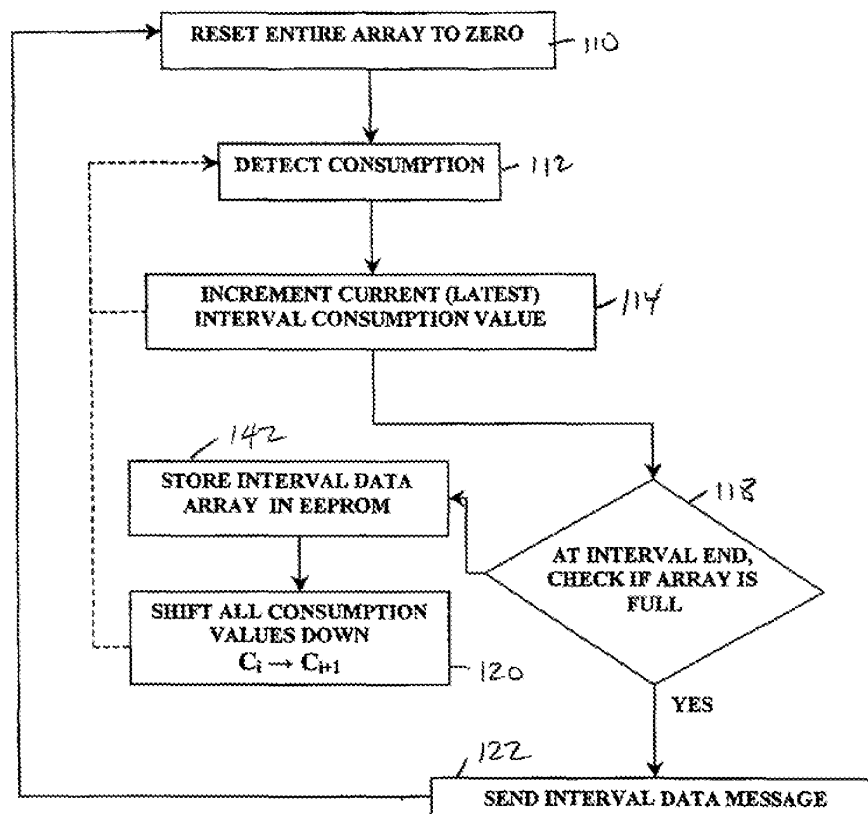 RESET ENTIRE ARRAY TO ZERO
110
DETECT CONSUMPTION
112
INCREMENT CURRENT (LATEST)
INTERVAL CONSUMPTION VALUE
114
142
STORE INTERVAL DATA
ARRAY IN EEPROM
118
AT INTERVAL END,
CHECK IF ARRAY IS
FULL
SHIFT ALL CONSUMPTION
VALUES DOWN
Cᵢ → Cᵢ₊₁
120
YES
122
SEND INTERVAL DATA MESSAGE